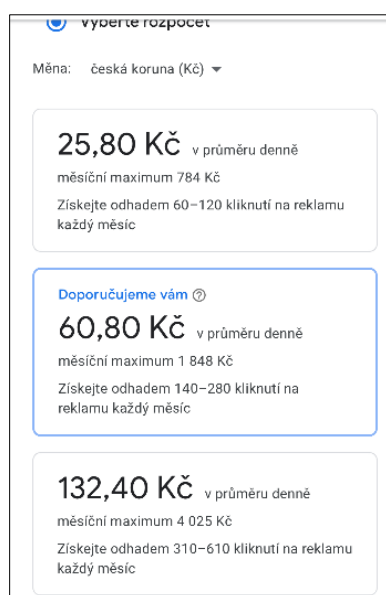 Vyberte rozpočet
Měna: česká koruna (Kč)
25,80 Kč v průměru denně
měsíční maximum 784 Kč
Získejte odhadem 60–120 kliknutí na reklamu
každý měsíc
Doporučujeme vám
60,80 Kč v průměru denně
měsíční maximum 1 848 Kč
Získejte odhadem 140–280 kliknutí na
reklamu každý měsíc
132,40 Kč v průměru denně
měsíční maximum 4 025 Kč
Získejte odhadem 310–610 kliknutí na reklamu
každý měsíc